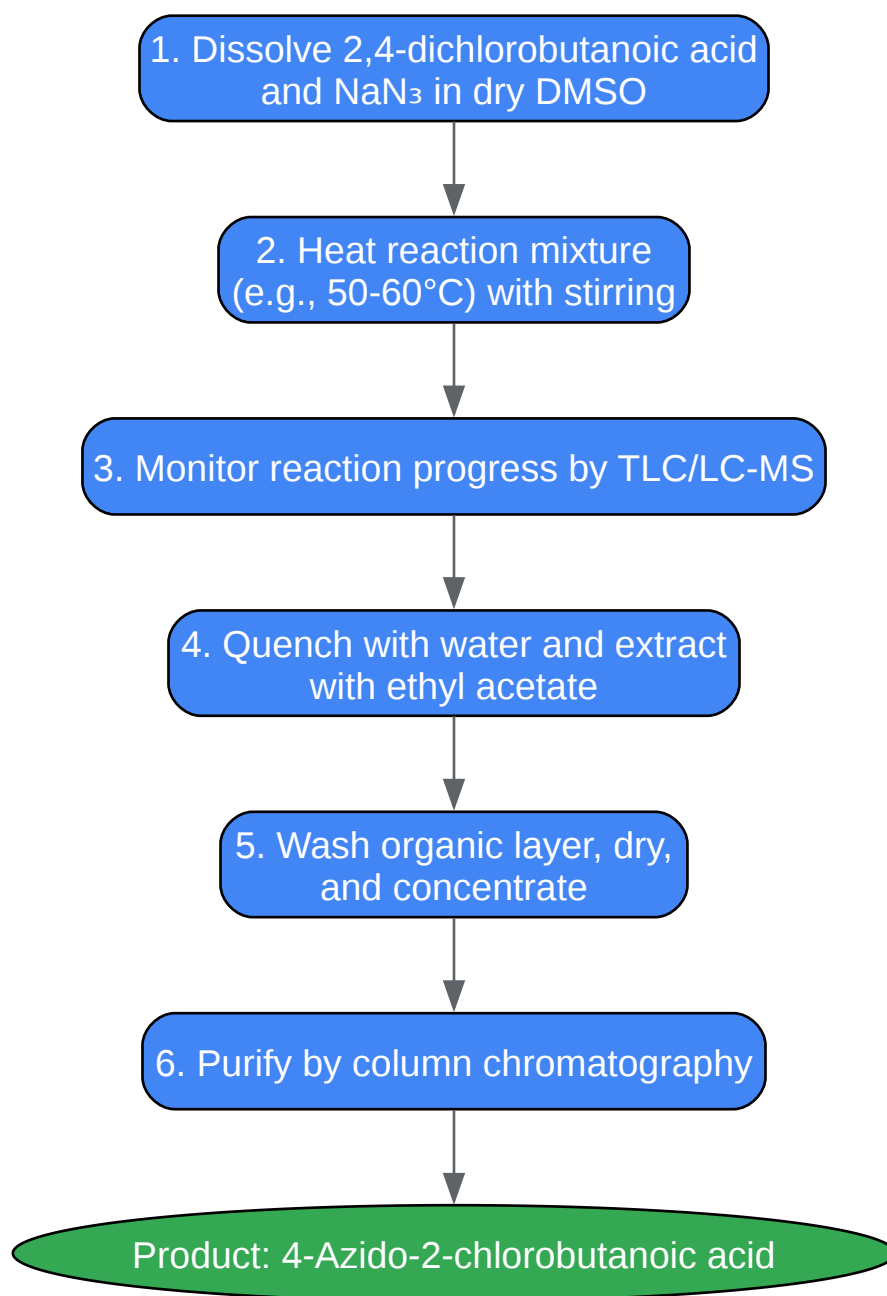 1. Dissolve 2,4-dichlorobutanoic acid
and NaN₃ in dry DMSO
2. Heat reaction mixture
(e.g., 50-60°C) with stirring
3. Monitor reaction progress by TLC/LC-MS
4. Quench with water and extract
with ethyl acetate
5. Wash organic layer, dry,
and concentrate
6. Purify by column chromatography
Product: 4-Azido-2-chlorobutanoic acid